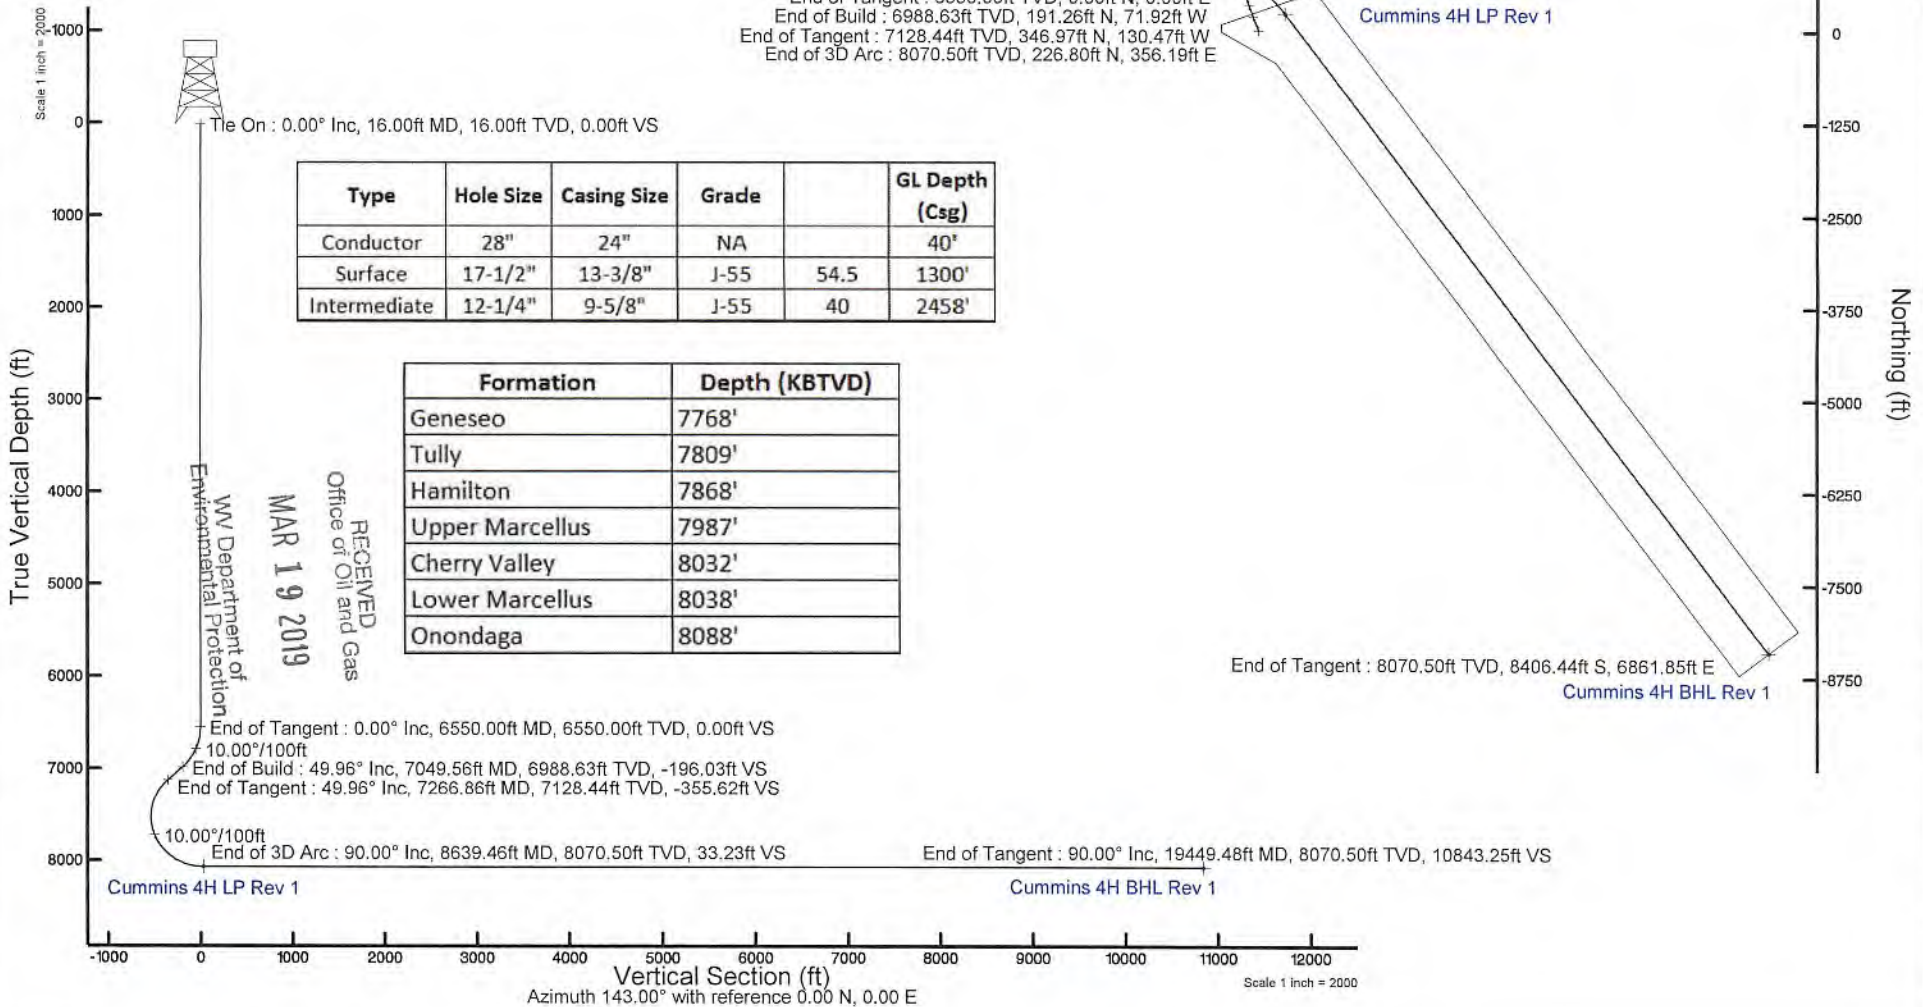 End of Build : 6988.63ft TVD, 191.26ft N, 71.92ft W
End of Tangent : 7128.44ft TVD, 346.97ft N, 130.47ft W
End of 3D Arc : 8070.50ft TVD, 226.80ft N, 356.19ft E
Cummins 4H LP Rev 1
Scale 1 inch = 2000
-1000
0
1000
2000
3000
4000
5000
6000
7000
8000
True Vertical Depth (ft)
Tie On : 0.00° Inc, 16.00ft MD, 16.00ft TVD, 0.00ft VS
Type Hole Size Casing Size Grade GL Depth (Csg)
Conductor 28" 24" NA 40'
Surface 17-1/2" 13-3/8" J-55 54.5 1300'
Intermediate 12-1/4" 9-5/8" J-55 40 2458'
Formation Depth (KBTVD)
Geneseo 7768'
Tully 7809'
Hamilton 7868'
Upper Marcellus 7987'
Cherry Valley 8032'
Lower Marcellus 8038'
Onondaga 8088'
RECEIVED
Office of Oil and Gas
MAR 19 2019
WV Department of
Environmental Protection
End of Tangent : 0.00° Inc, 6550.00ft MD, 6550.00ft TVD, 0.00ft VS
10.00°/100ft
End of Build : 49.96° Inc, 7049.56ft MD, 6988.63ft TVD, -196.03ft VS
End of Tangent : 49.96° Inc, 7266.86ft MD, 7128.44ft TVD, -355.62ft VS
10.00°/100ft
End of 3D Arc : 90.00° Inc, 8639.46ft MD, 8070.50ft TVD, 33.23ft VS
End of Tangent : 90.00° Inc, 19449.48ft MD, 8070.50ft TVD, 10843.25ft VS
Cummins 4H LP Rev 1
Cummins 4H BHL Rev 1
-1000 0 1000 2000 3000 4000 5000 6000 7000 8000 9000 10000 11000 12000
Vertical Section (ft)
Azimuth 143.00° with reference 0.00 N, 0.00 E
Scale 1 inch = 2000
End of Tangent : 8070.50ft TVD, 8406.44ft S, 6861.85ft E
Cummins 4H BHL Rev 1
0
-1250
-2500
-3750
-5000
-6250
-7500
-8750
Northing (ft)